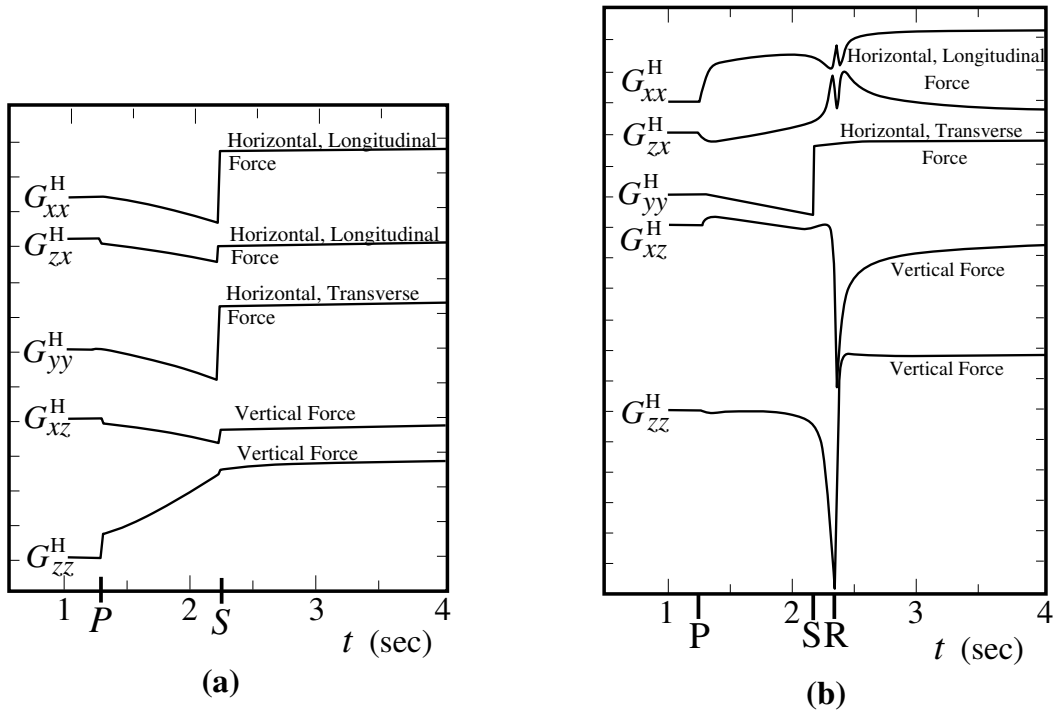 Horizontal, Longitudinal
Force
G^H_xx
Horizontal, Longitudinal
Force
G^H_zx
Horizontal, Transverse
Force
G^H_yy
Vertical Force
G^H_xz
Vertical Force
G^H_zz
1 2 3 4
P S
t (sec)
(a)
Horizontal, Longitudinal
Force
G^H_xx
G^H_zx
Horizontal, Transverse
Force
G^H_yy
G^H_xz
Vertical Force
Vertical Force
G^H_zz
1 2 3 4
P S R
t (sec)
(b)